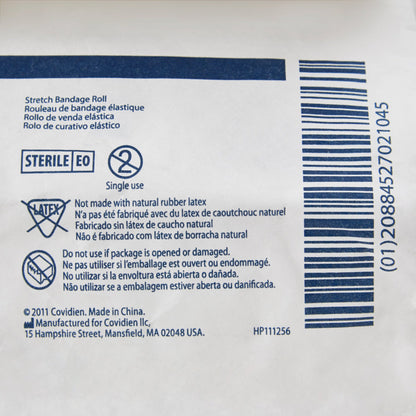 Stretch Bandage Roll
Rouleau de bandage élastique
Rollo de venda elástica
Rolo de curativo elástico
STERILE EO
2
Single use
LATEX
Not made with natural rubber latex
N'a pas été fabriqué avec du latex de caoutchouc naturel
Fabricado sin látex de caucho natural
Não é fabricado com látex de borracha natural
Do not use if package is opened or damaged.
Ne pas utiliser si l'emballage est ouvert ou endommagé.
No utilizar si la envoltura está abierta o dañada.
Não utilizar se a embalagem estiver aberta ou danificada.
© 2011 Covidien. Made in China.
M Manufactured for Covidien llc,
15 Hampshire Street, Mansfield, MA 02048 USA.
HP111256
(01)20884527021045